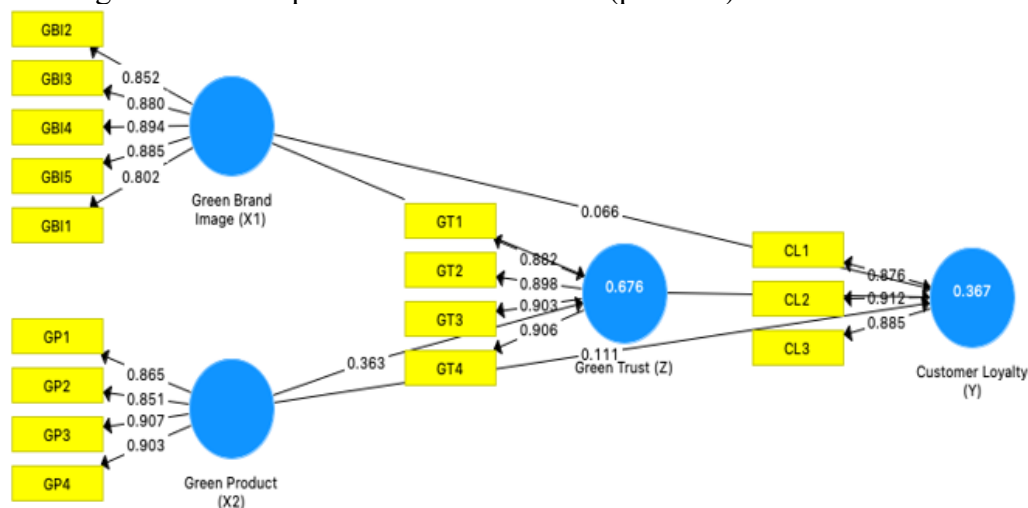 GBI2
GBI3
GBI4
GBI5
GBI1
0.852
0.880
0.894
0.885
0.802
Green Brand
Image (X1)
0.066
GT1
GT2
GT3
GT4
0.882
0.898
0.903
0.906
0.676
Green Trust (Z)
CL1
CL2
CL3
0.876
0.912
0.885
0.367
Customer Loyalty
(Y)
GP1
GP2
GP3
GP4
0.865
0.851
0.907
0.903
0.363
0.111
Green Product
(X2)